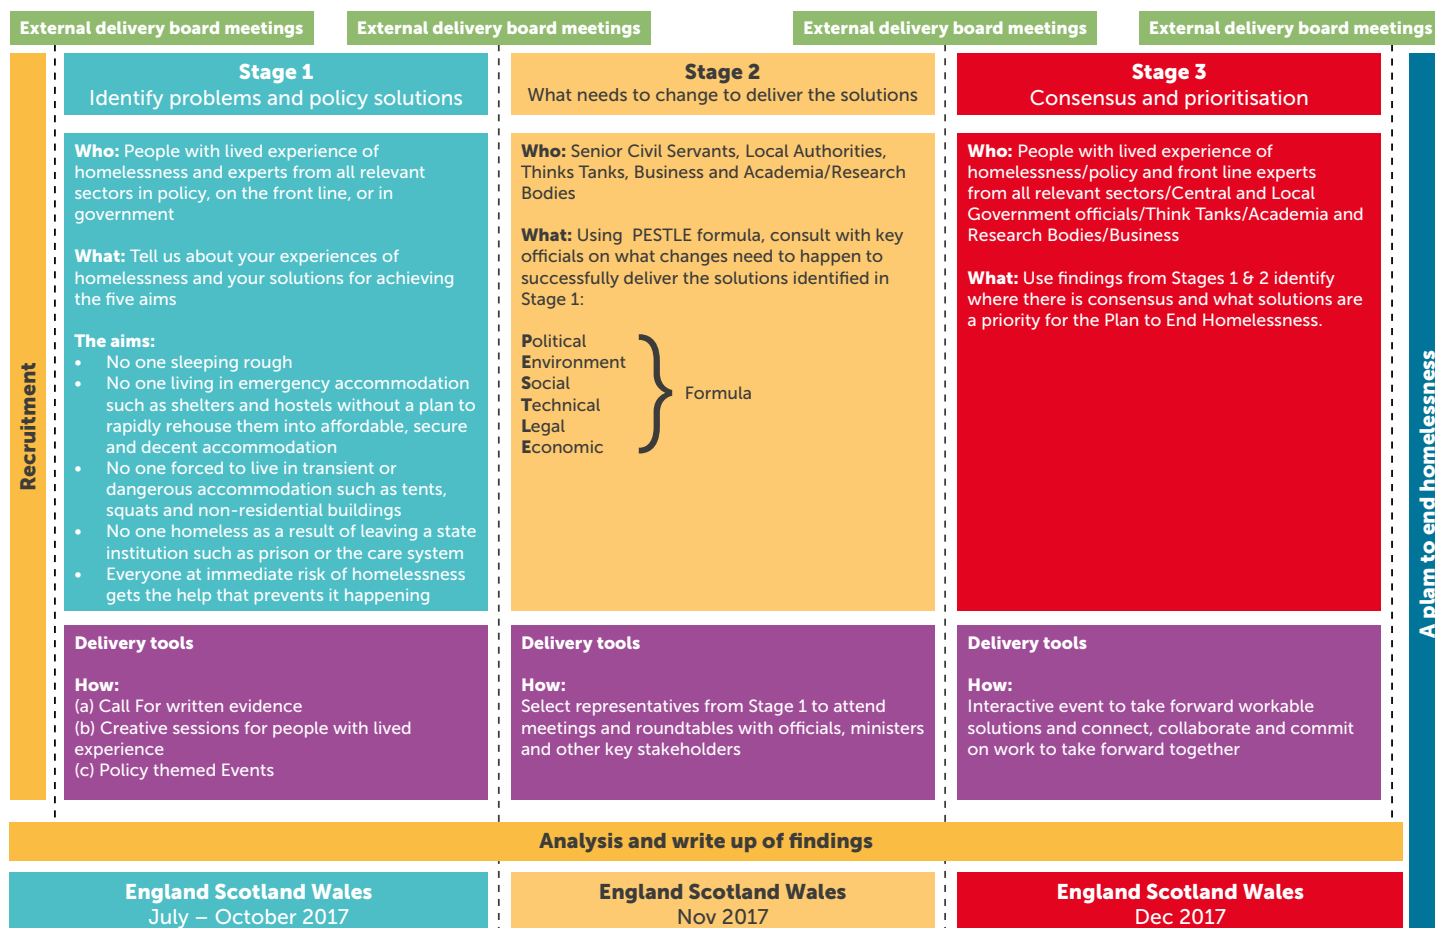 External delivery board meetings
External delivery board meetings
External delivery board meetings
External delivery board meetings
Recruitment
Stage 1
Identify problems and policy solutions
Who: People with lived experience of
homelessness and experts from all relevant
sectors in policy, on the front line, or in
government
What: Tell us about your experiences of
homelessness and your solutions for achieving
the five aims
The aims:
• No one sleeping rough
• No one living in emergency accommodation
such as shelters and hostels without a plan to
rapidly rehouse them into affordable, secure
and decent accommodation
• No one forced to live in transient or
dangerous accommodation such as tents,
squats and non-residential buildings
• No one homeless as a result of leaving a state
institution such as prison or the care system
• Everyone at immediate risk of homelessness
gets the help that prevents it happening
Delivery tools
How:
(a) Call For written evidence
(b) Creative sessions for people with lived
experience
(c) Policy themed Events
Stage 2
What needs to change to deliver the solutions
Who: Senior Civil Servants, Local Authorities,
Thinks Tanks, Business and Academia/Research
Bodies
What: Using PESTLE formula, consult with key
officials on what changes need to happen to
successfully deliver the solutions identified in
Stage 1:
Political
Environment
Social
Technical
Legal
Economic
Formula
Delivery tools
How:
Select representatives from Stage 1 to attend
meetings and roundtables with officials, ministers
and other key stakeholders
Stage 3
Consensus and prioritisation
Who: People with lived experience of
homelessness/policy and front line experts
from all relevant sectors/Central and Local
Government officials/Think Tanks/Academia and
Research Bodies/Business
What: Use findings from Stages 1 & 2 identify
where there is consensus and what solutions are
a priority for the Plan to End Homelessness.
Delivery tools
How:
Interactive event to take forward workable
solutions and connect, collaborate and commit
on work to take forward together
A plam to end homelessness
Analysis and write up of findings
England Scotland Wales
July – October 2017
England Scotland Wales
Nov 2017
England Scotland Wales
Dec 2017